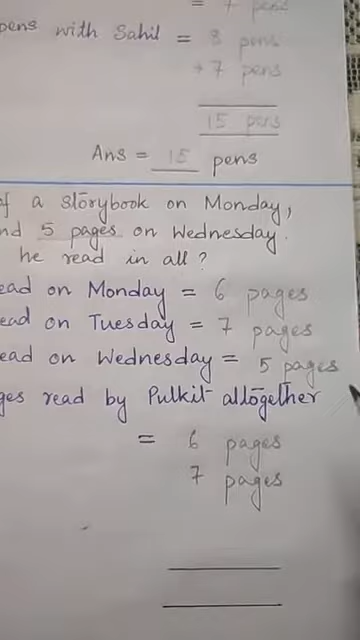 = 7 pens
pens with Sahil = 8 pens
+ 7 pens
15 pens
Ans = 15 pens
of a storybook on Monday,
nd 5 pages on Wednesday.
he read in all ?
ead on Monday = 6 pages
ead on Tuesday = 7 pages
ead on Wednesday = 5 pages
ges read by Pulkit altogether
= 6 pages
7 pages